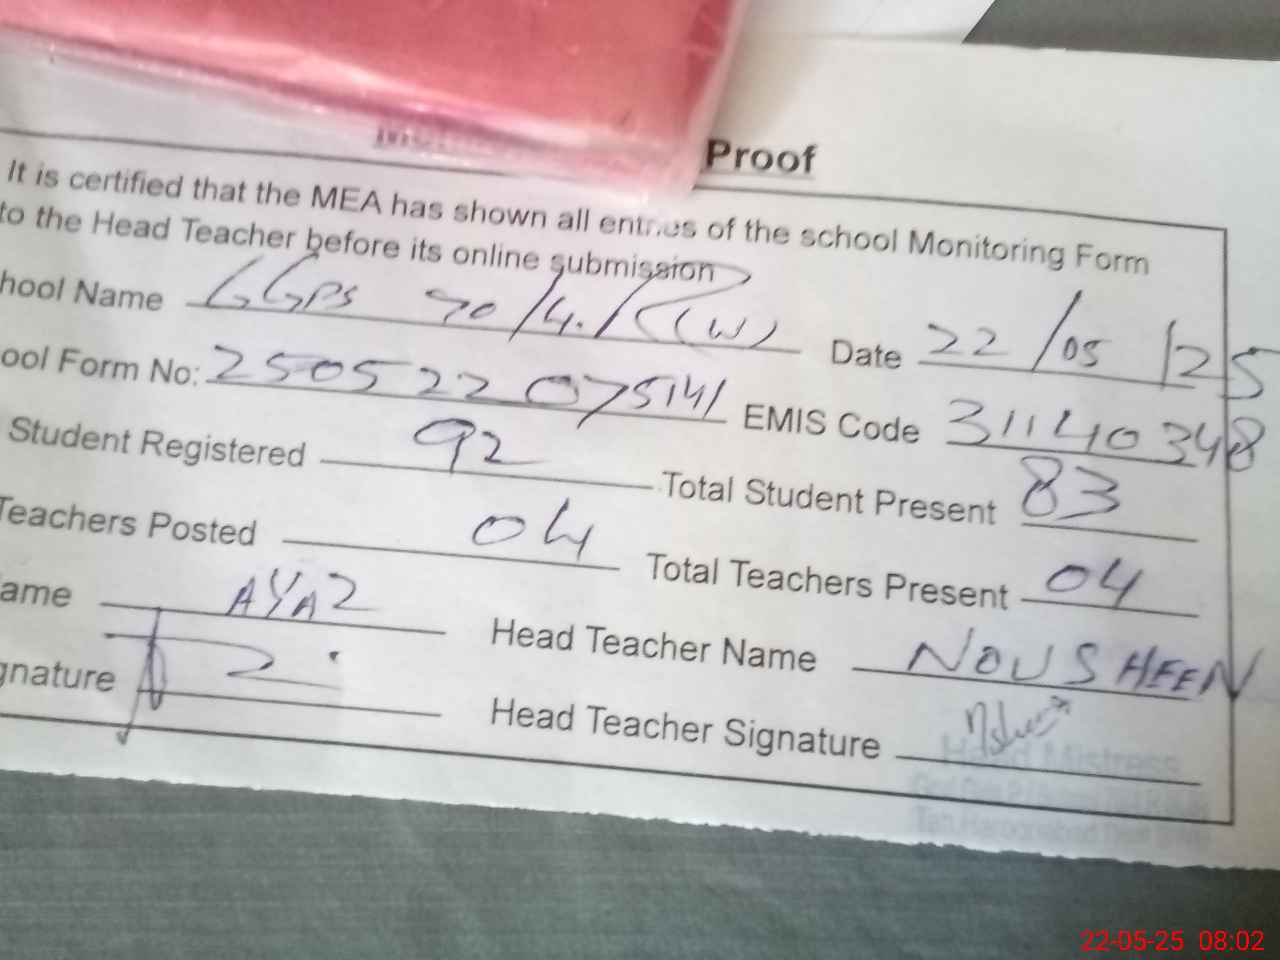 Proof
It is certified that the MEA has shown all entries of the school Monitoring Form
to the Head Teacher before its online submission
hool Name GGPS 70/4.R(W) Date 22/05/25
ool Form No: 250522075141 EMIS Code 31140348
Student Registered 92 Total Student Present 83
Teachers Posted 04 Total Teachers Present 04
ame AYAZ Head Teacher Name NOUSHEEN
gnature Head Teacher Signature
Head Mistress
22-05-25 08:02